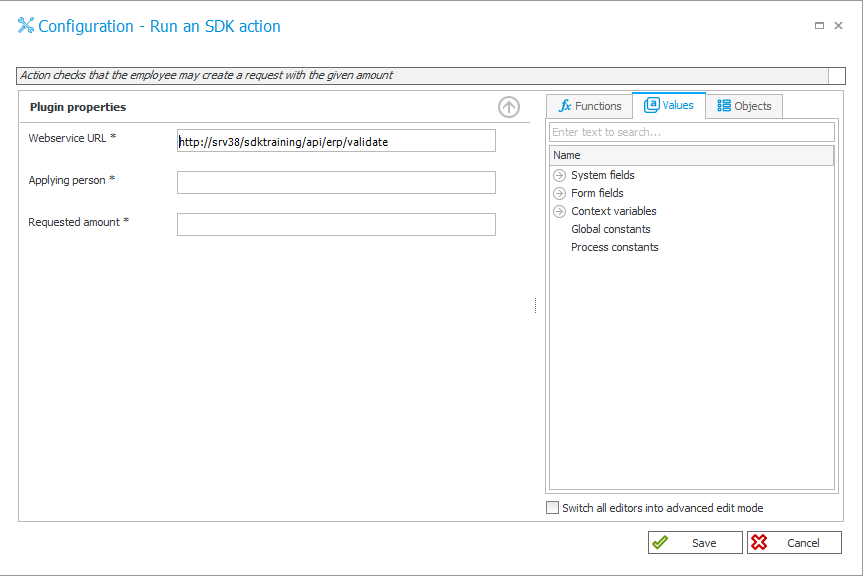 Configuration - Run an SDK action
Action checks that the employee may create a request with the given amount
Plugin properties
Webservice URL *
http://srv38/sdktraining/api/erp/validate
Applying person *
Requested amount *
fx Functions
a Values
Objects
Enter text to search...
Name
System fields
Form fields
Context variables
Global constants
Process constants
Switch all editors into advanced edit mode
Save
Cancel